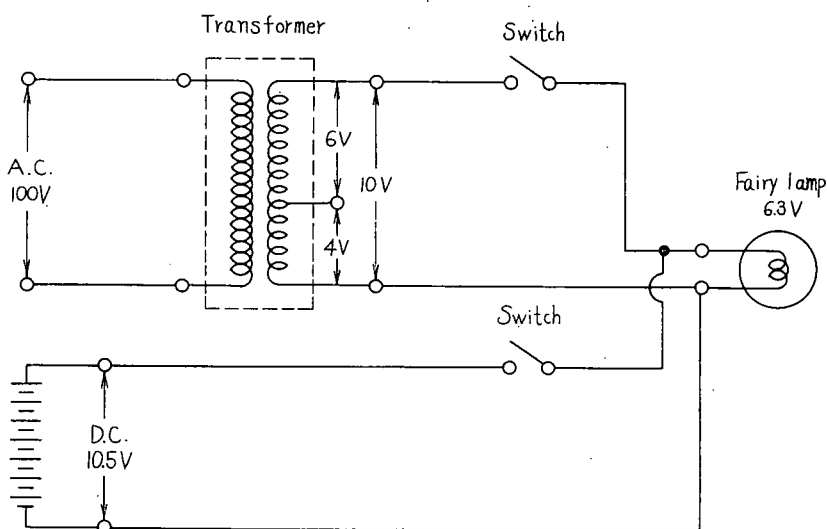 Transformer
Switch
A.C.
100V
6V
10V
4V
Fairy lamp
6.3V
Switch
D.C.
10.5V